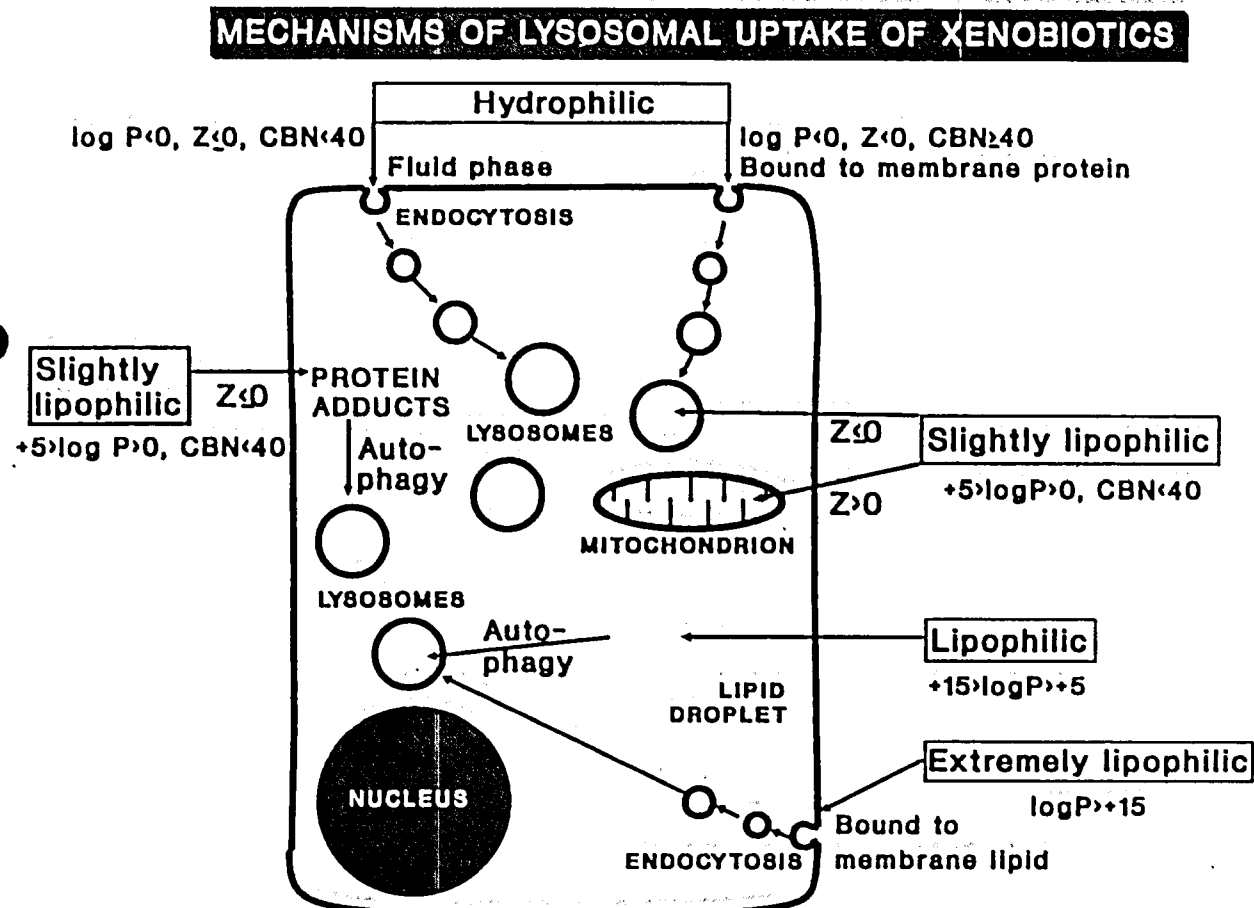 MECHANISMS OF LYSOSOMAL UPTAKE OF XENOBIOTICS
Hydrophilic
log P<0, Z≤0, CBN<40
log P<0, Z<0, CBN≥40
Fluid phase
Bound to membrane protein
ENDOCYTOSIS
Slightly
lipophilic
Z≤0
+5>log P>0, CBN<40
PROTEIN
ADDUCTS
Auto-
phagy
LYSOSOMES
Z≤0
Slightly lipophilic
+5>logP>0, CBN<40
Z>0
MITOCHONDRION
LYSOSOMES
Auto-
phagy
Lipophilic
+15>logP>+5
LIPID
DROPLET
Extremely lipophilic
logP>+15
NUCLEUS
Bound to
membrane lipid
ENDOCYTOSIS